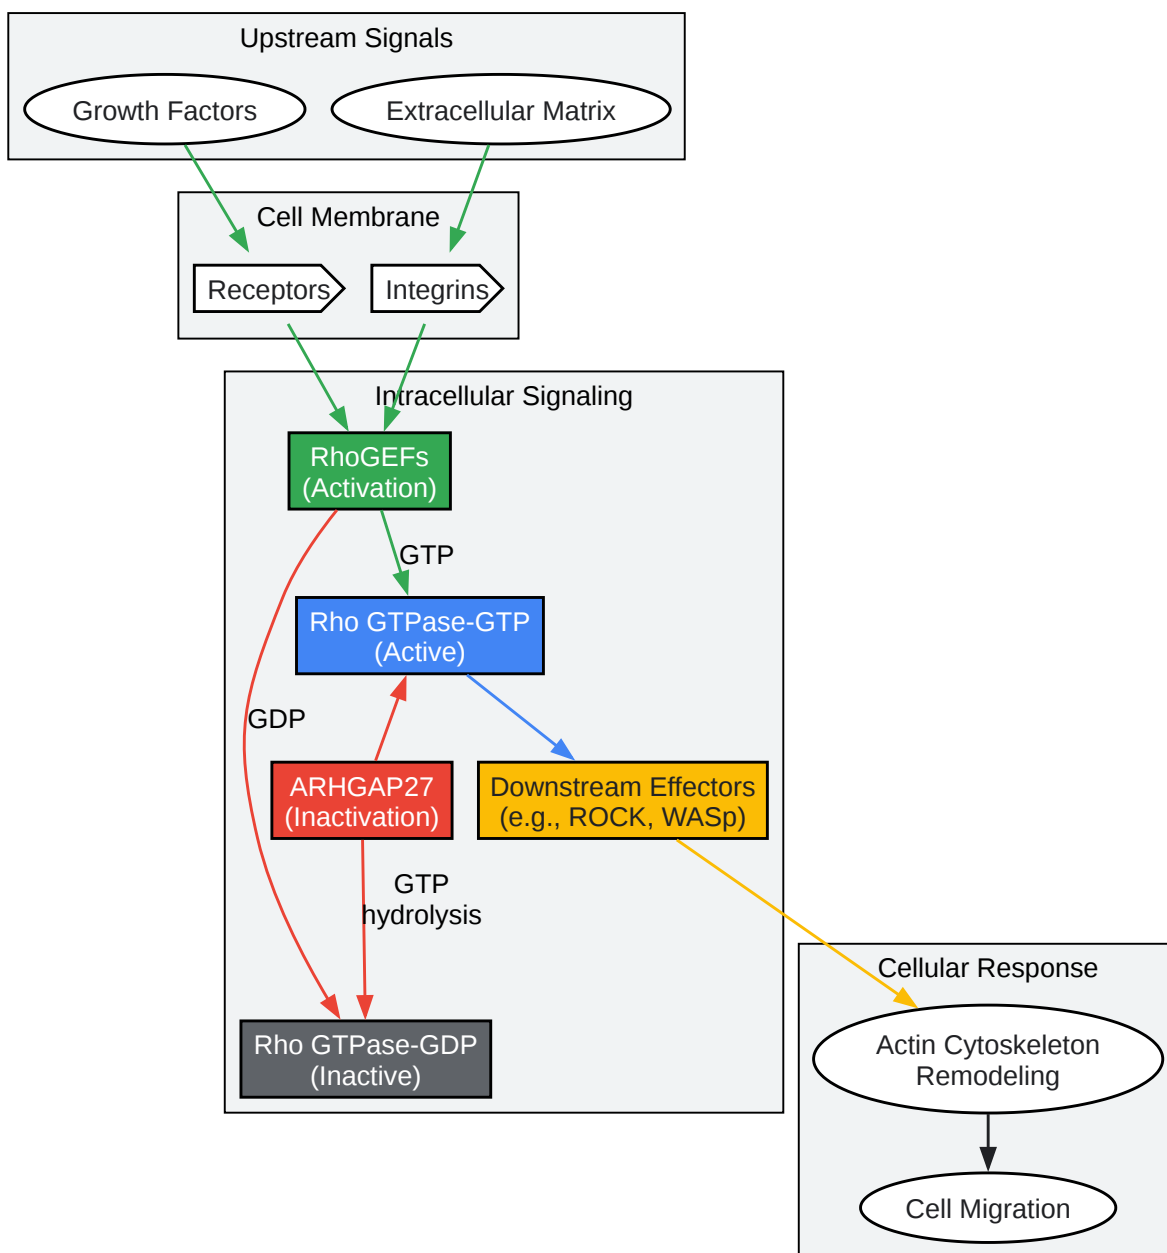 Upstream Signals
Growth Factors
Extracellular Matrix
Cell Membrane
Receptors
Integrins
Intracellular Signaling
RhoGEFs
(Activation)
GTP
Rho GTPase-GTP
(Active)
GDP
ARHGAP27
(Inactivation)
Downstream Effectors
(e.g., ROCK, WASp)
GTP
hydrolysis
Rho GTPase-GDP
(Inactive)
Cellular Response
Actin Cytoskeleton
Remodeling
Cell Migration